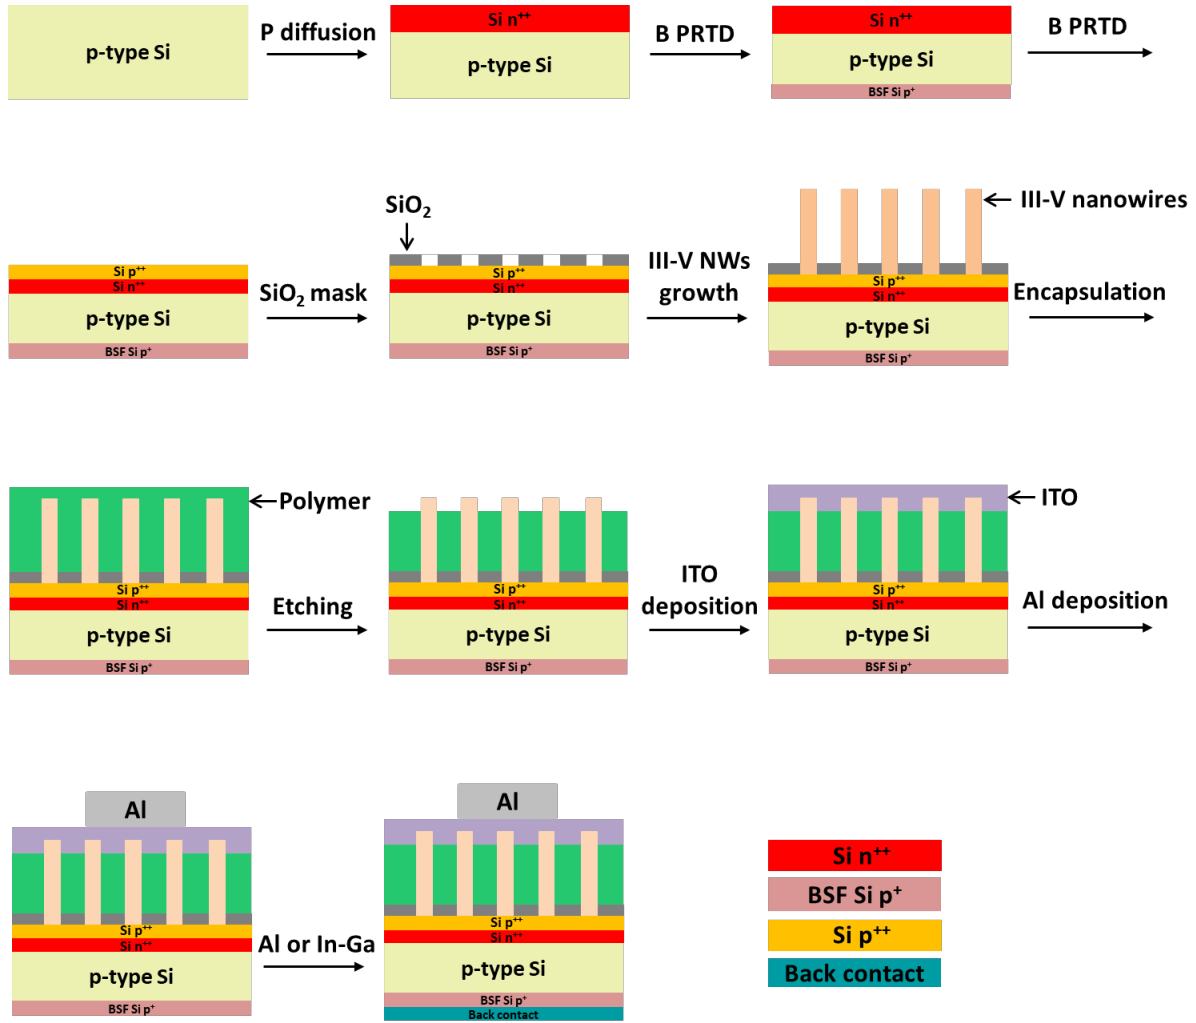 p-type Si
P diffusion
Si n⁺⁺
p-type Si
B PRTD
Si n⁺⁺
p-type Si
BSF Si p⁺
B PRTD
Si p⁺⁺
Si n⁺⁺
p-type Si
BSF Si p⁺
SiO₂ mask
SiO₂
Si p⁺⁺
Si n⁺⁺
p-type Si
BSF Si p⁺
III-V NWs
growth
III-V nanowires
Si p⁺⁺
Si n⁺⁺
p-type Si
BSF Si p⁺
Encapsulation
Polymer
Si p⁺⁺
Si n⁺⁺
p-type Si
BSF Si p⁺
Etching
Si p⁺⁺
Si n⁺⁺
p-type Si
BSF Si p⁺
ITO
deposition
ITO
Si p⁺⁺
Si n⁺⁺
p-type Si
BSF Si p⁺
Al deposition
Al
Si p⁺⁺
Si n⁺⁺
p-type Si
BSF Si p⁺
Al or In-Ga
Al
Si p⁺⁺
Si n⁺⁺
p-type Si
BSF Si p⁺
Back contact
Si n⁺⁺
BSF Si p⁺
Si p⁺⁺
Back contact